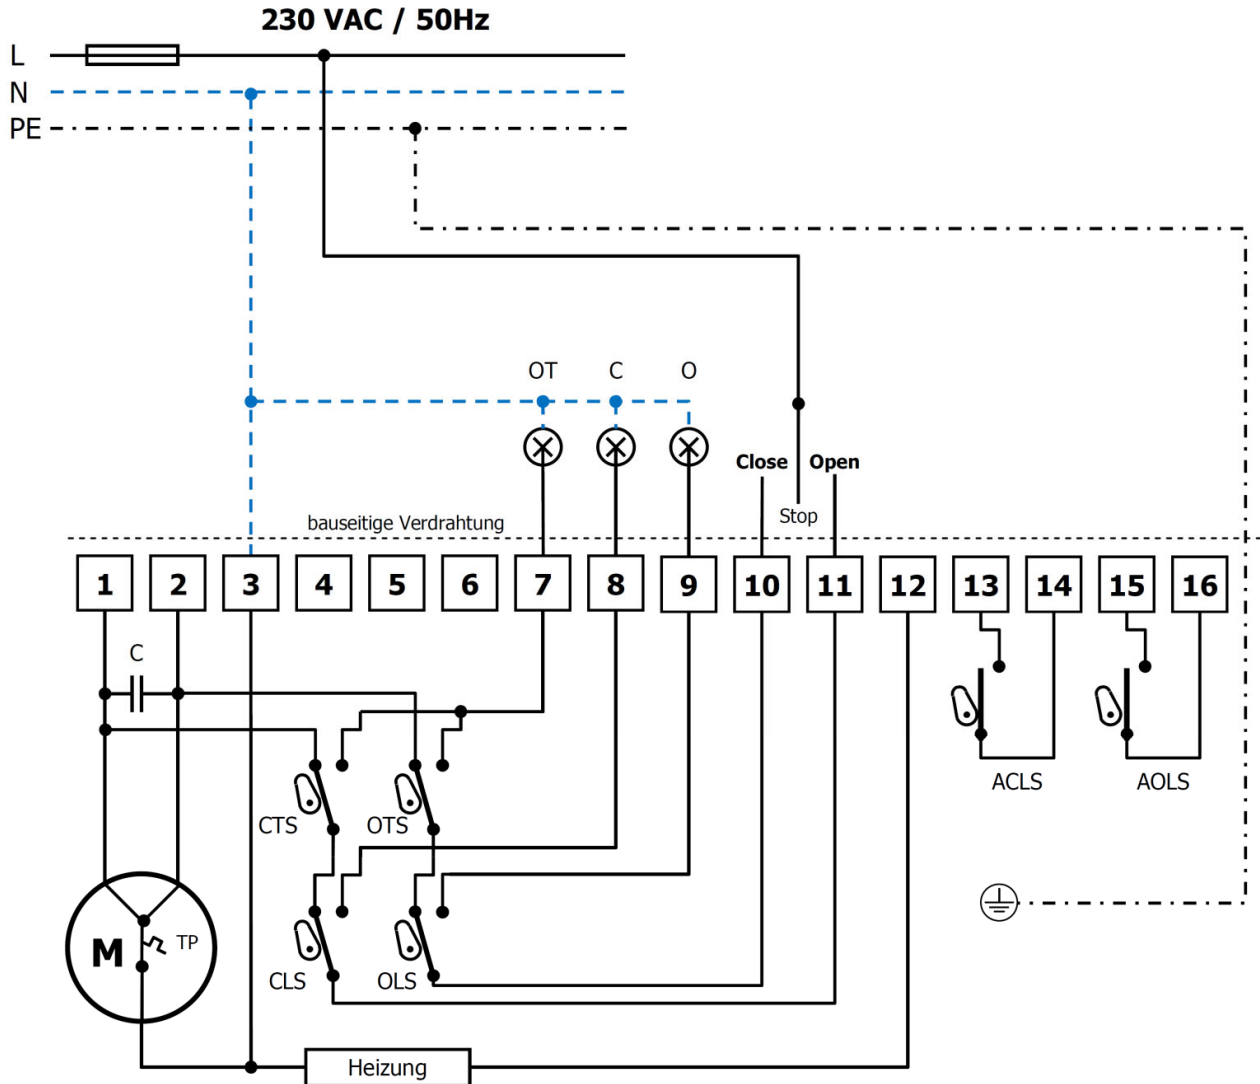 230 VAC / 50Hz
L
N
PE
OT C O
Close Open
Stop
bauseitige Verdrahtung
1 2 3 4 5 6 7 8 9 10 11 12 13 14 15 16
C
CTS OTS
ACLS AOLS
M TP
CLS OLS
Heizung